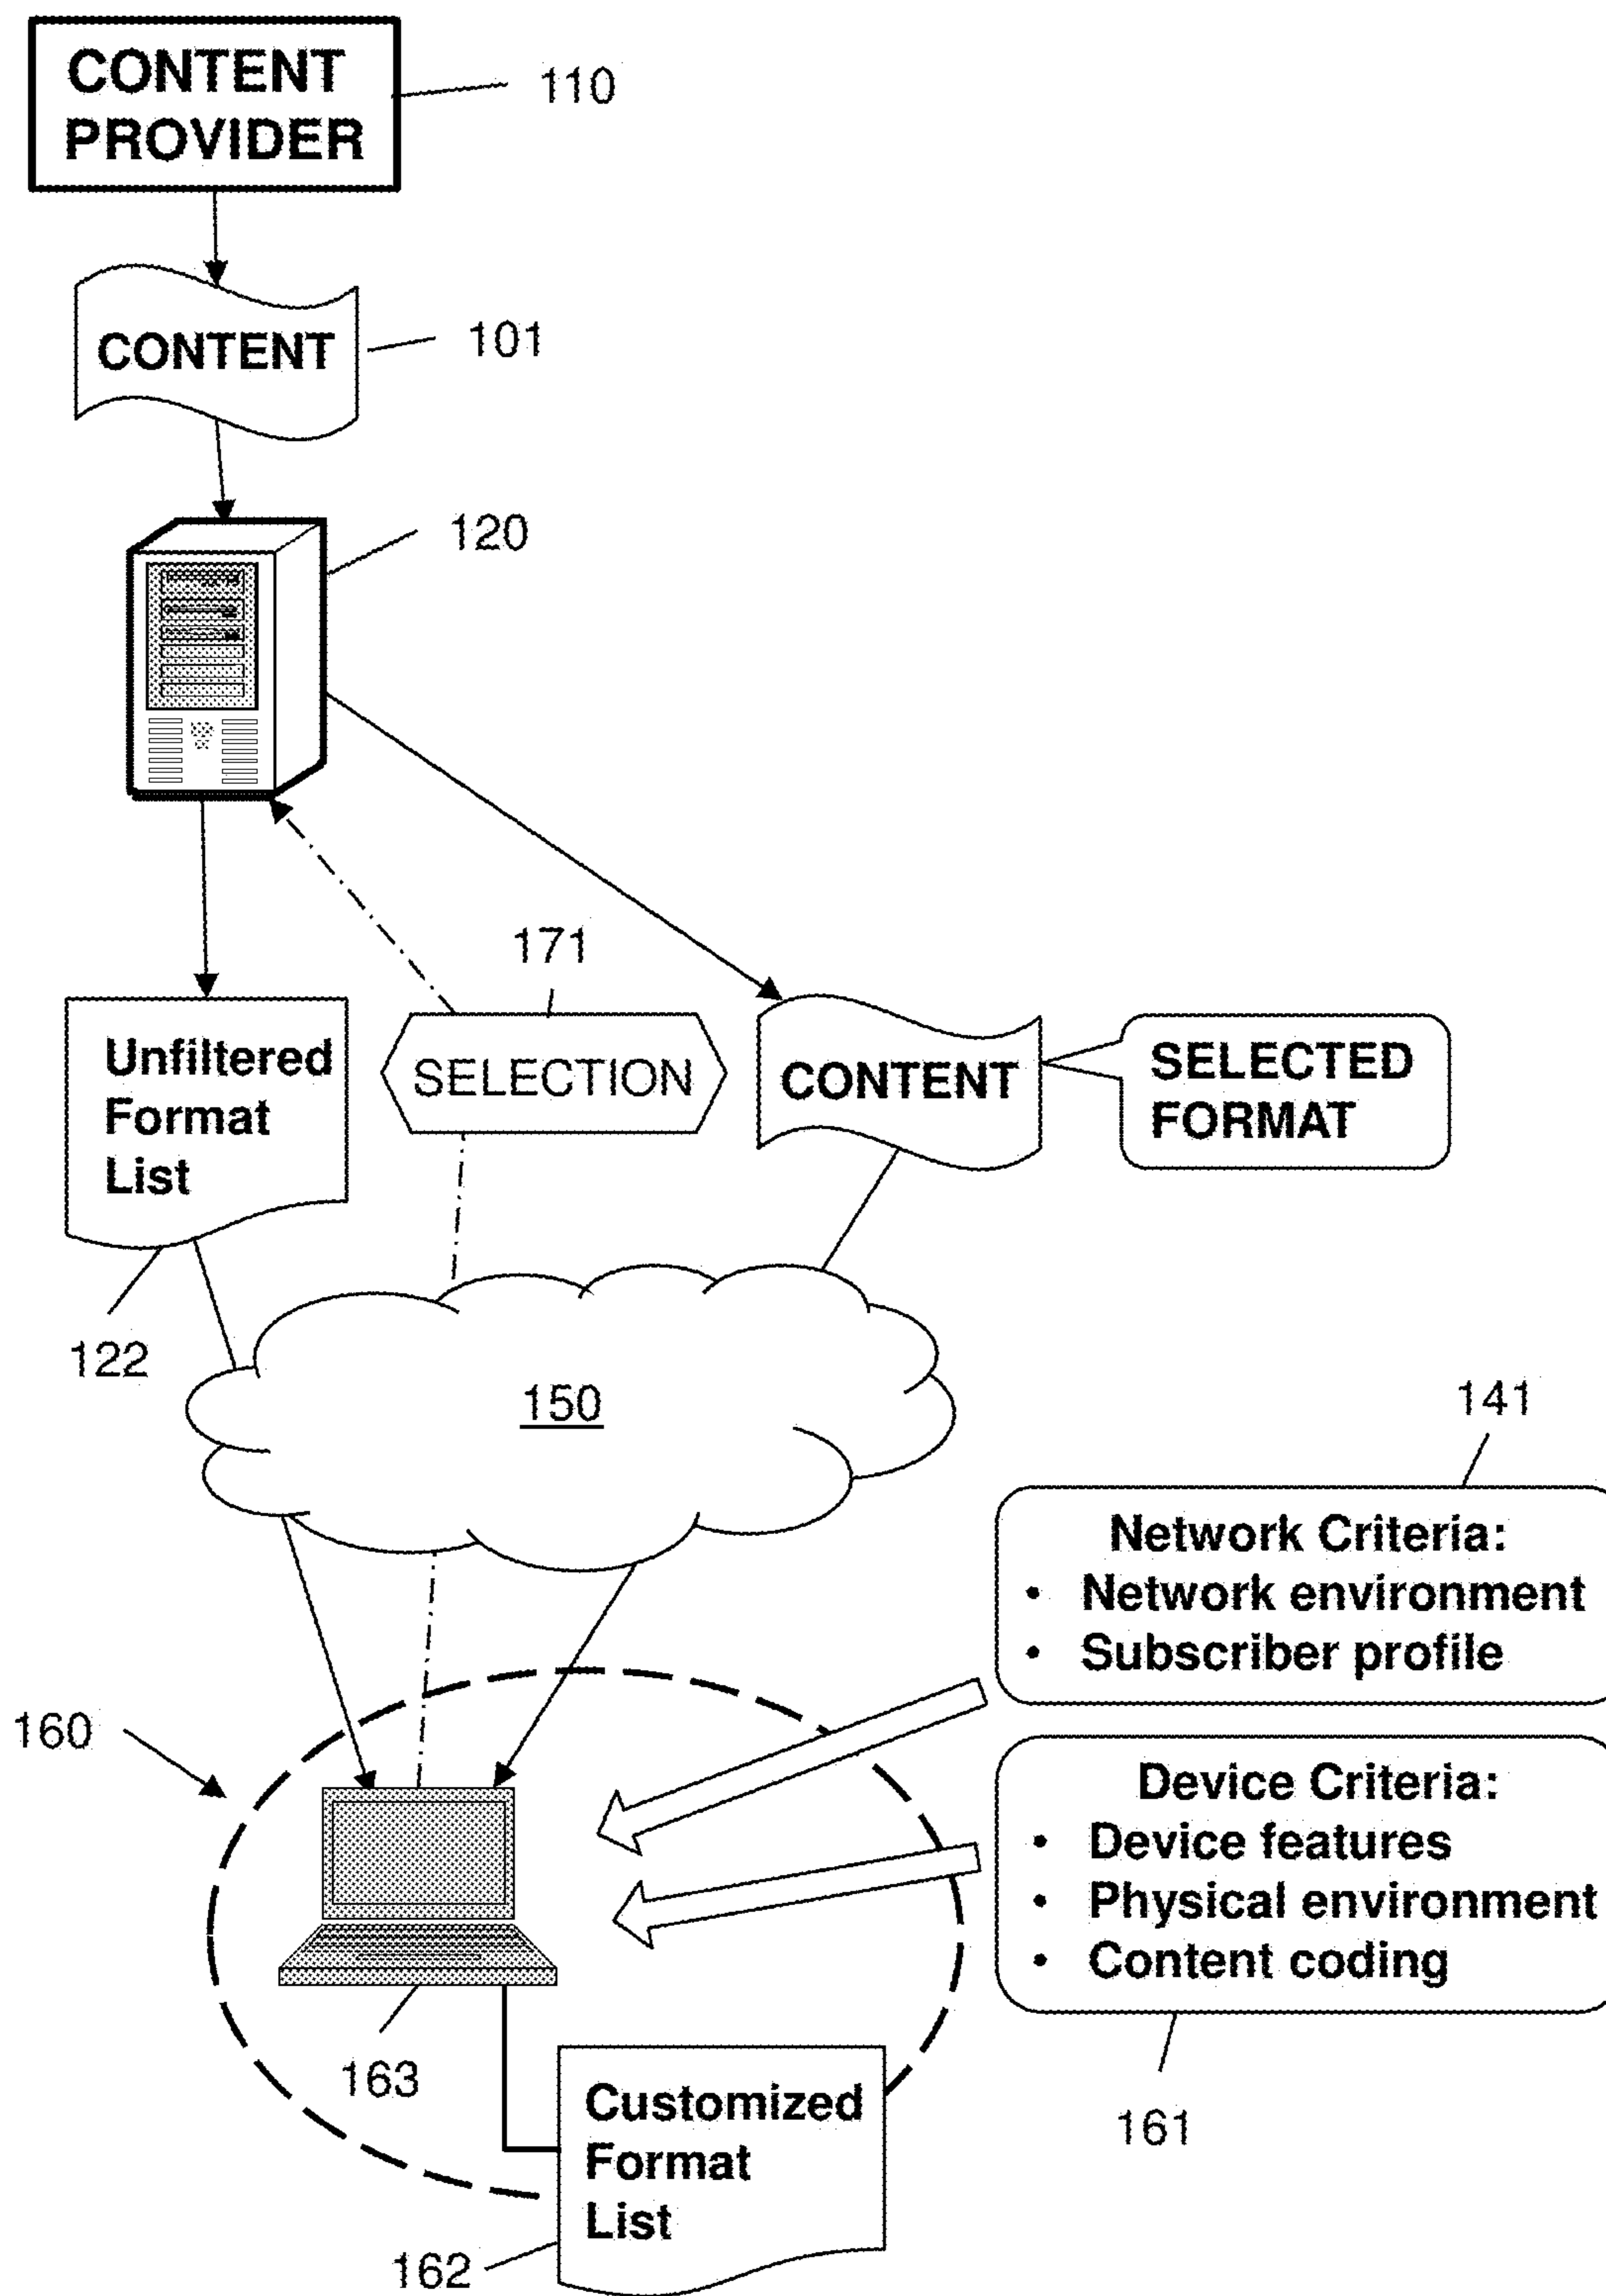 CONTENT
PROVIDER
110
CONTENT
101
120
171
Unfiltered
Format
List
SELECTION
CONTENT
SELECTED
FORMAT
122
150
141
Network Criteria:
• Network environment
• Subscriber profile
160
Device Criteria:
• Device features
• Physical environment
• Content coding
163
161
Customized
Format
List
162